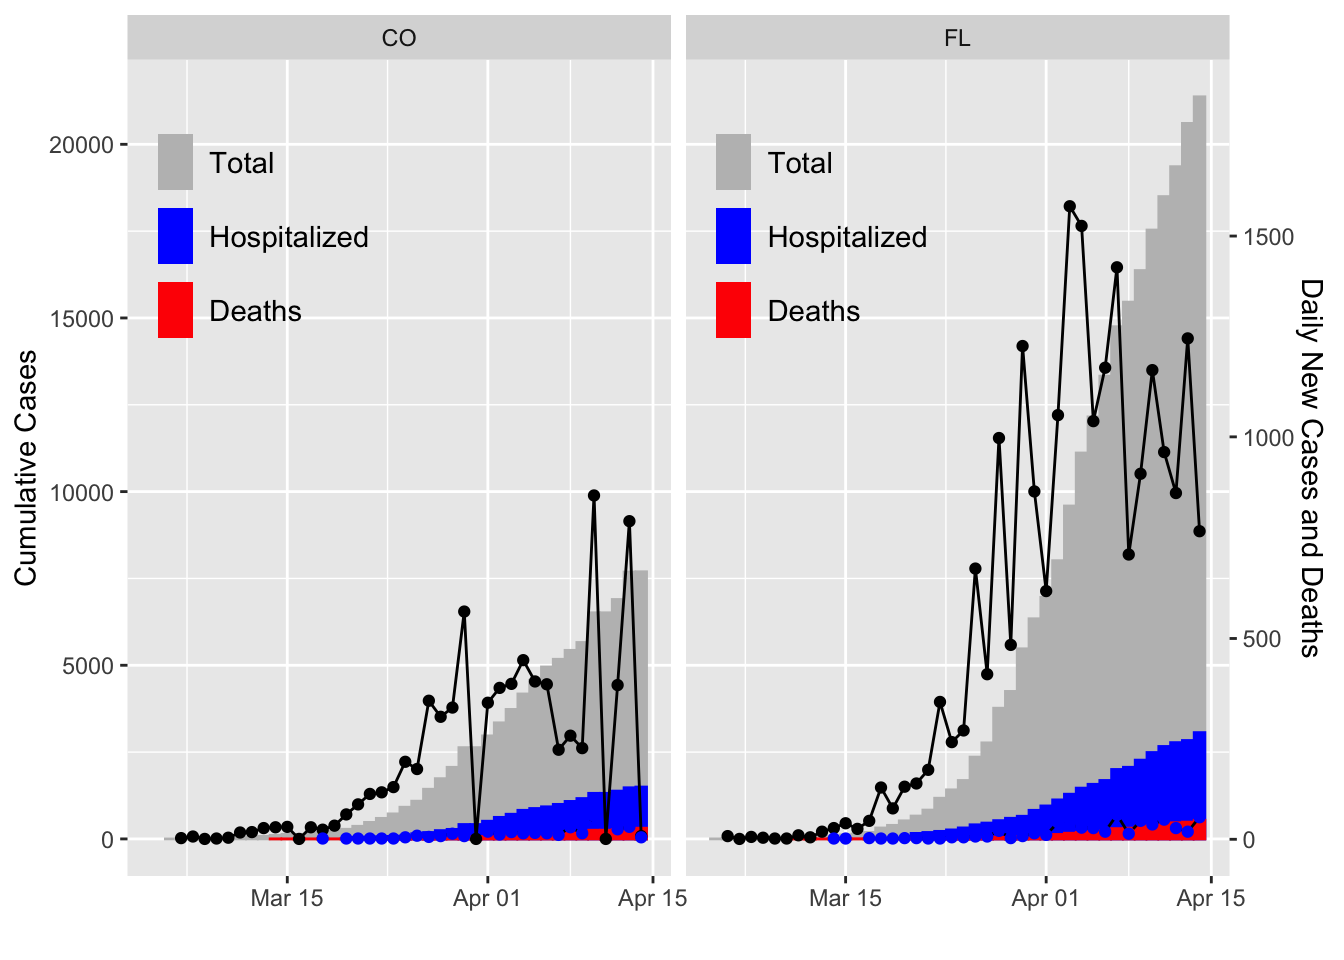 CO
FL
Total
Hospitalized
Deaths
Total
Hospitalized
Deaths
20000
15000
10000
5000
0
Cumulative Cases
1500
1000
500
0
Daily New Cases and Deaths
Mar 15
Apr 01
Apr 15
Mar 15
Apr 01
Apr 15